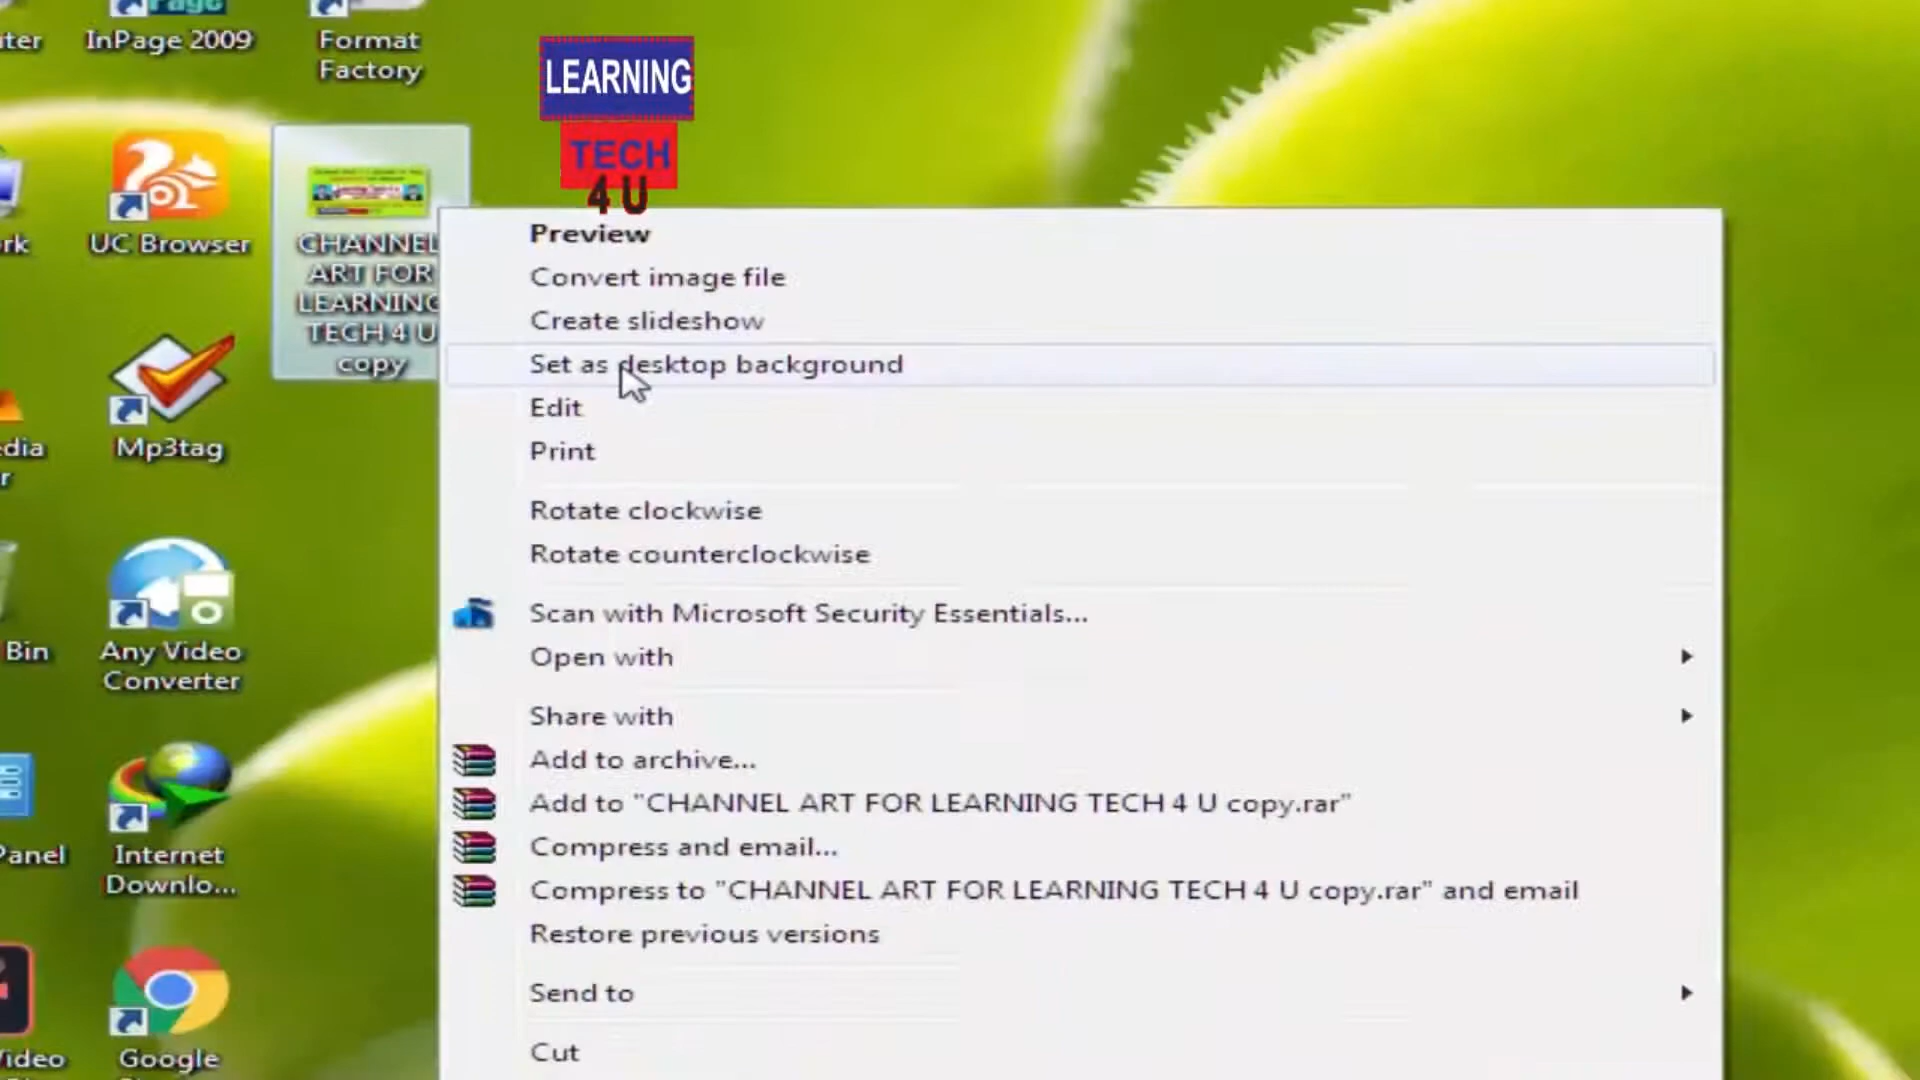 InPage 2009
Format
Factory
LEARNING
TECH
4 U
UC Browser
CHANNEL
ART FOR
LEARNING
TECH 4 U
copy
Mp3tag
Bin
Any Video
Converter
Panel
Internet
Downlo...
Google
Preview
Convert image file
Create slideshow
Set as desktop background
Edit
Print
Rotate clockwise
Rotate counterclockwise
Scan with Microsoft Security Essentials...
Open with
Share with
Add to archive...
Add to "CHANNEL ART FOR LEARNING TECH 4 U copy.rar"
Compress and email...
Compress to "CHANNEL ART FOR LEARNING TECH 4 U copy.rar" and email
Restore previous versions
Send to
Cut